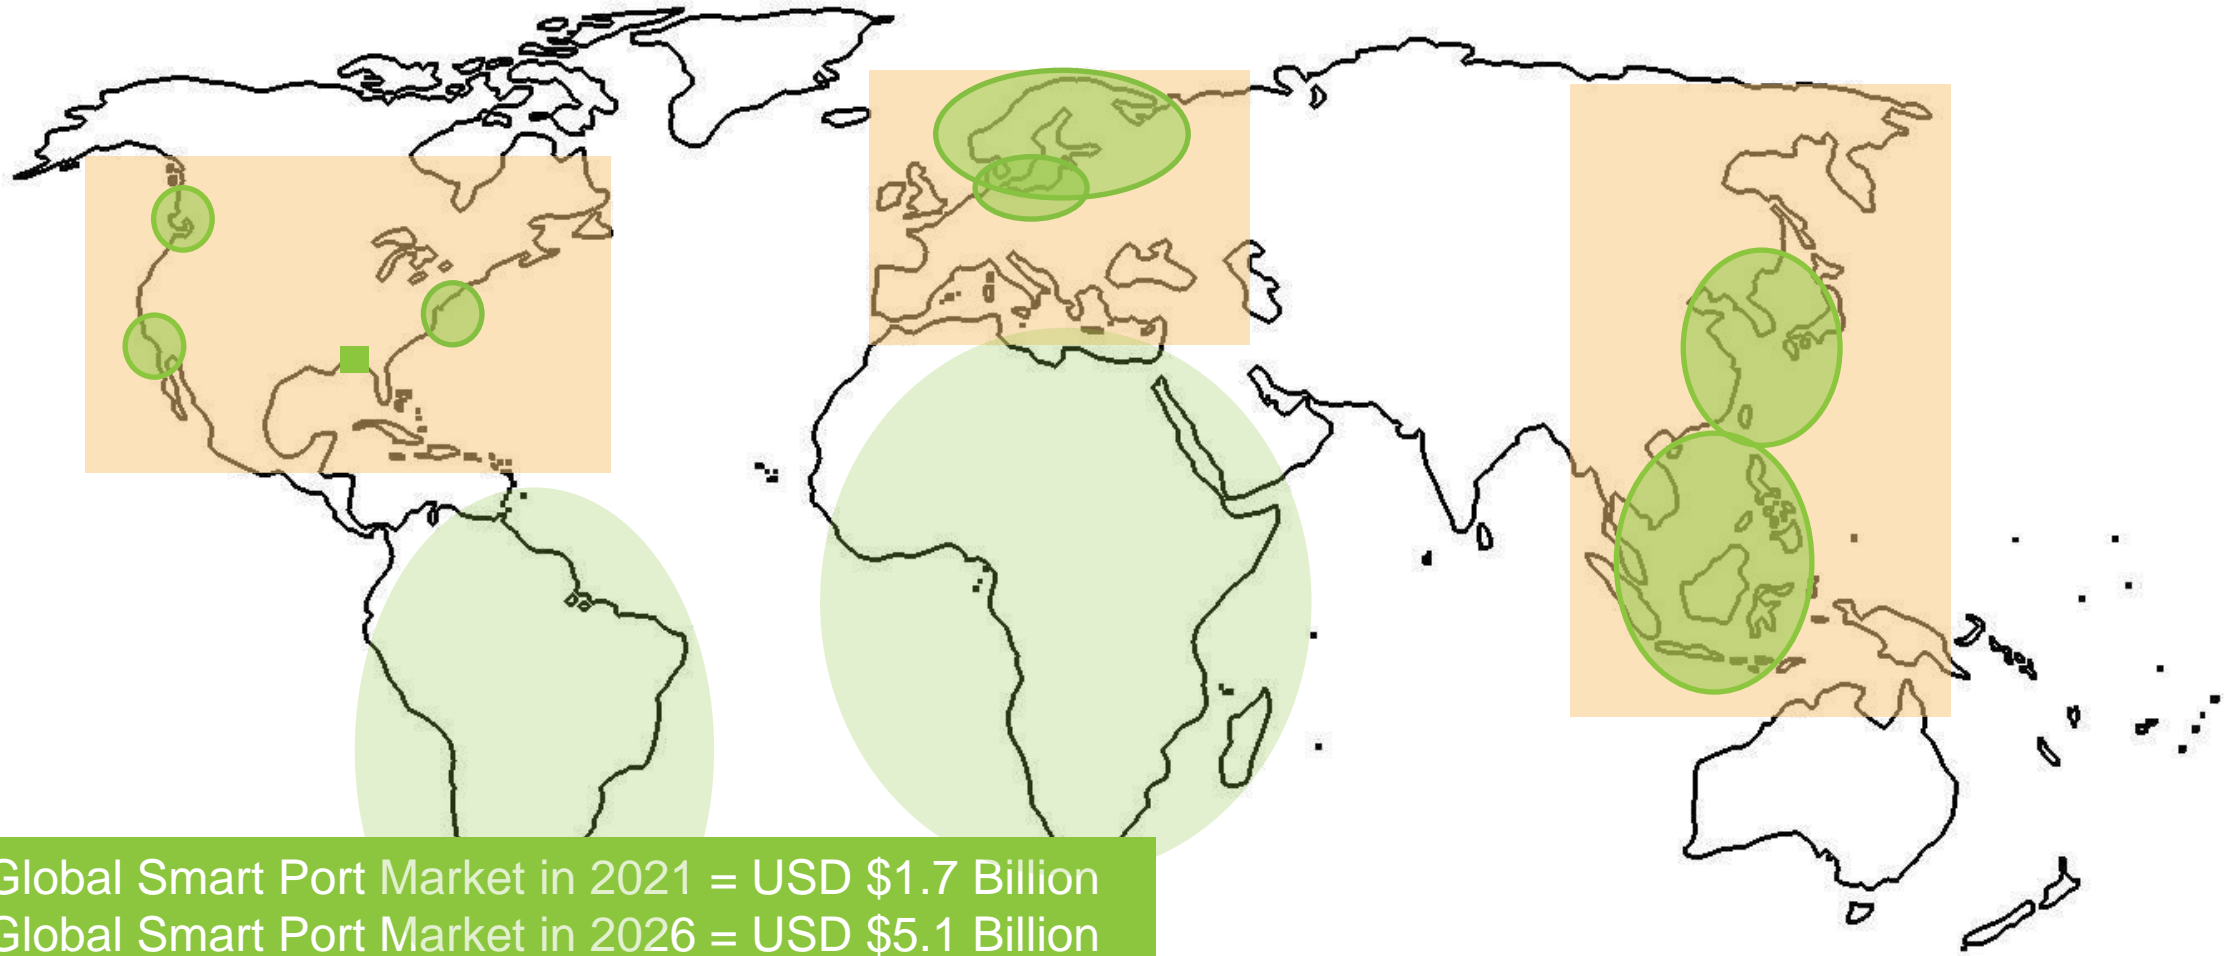 Global Smart Port Market in 2021 = USD $1.7 Billion
Global Smart Port Market in 2026 = USD $5.1 Billion